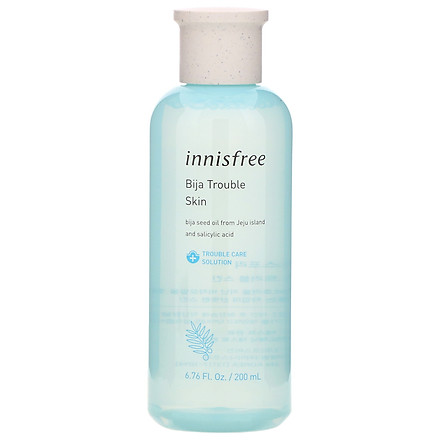 innisfree
Bija Trouble
Skin
bija seed oil from Jeju island
and salicylic acid
TROUBLE CARE
SOLUTION
6.76 FL. Oz. / 200 mL